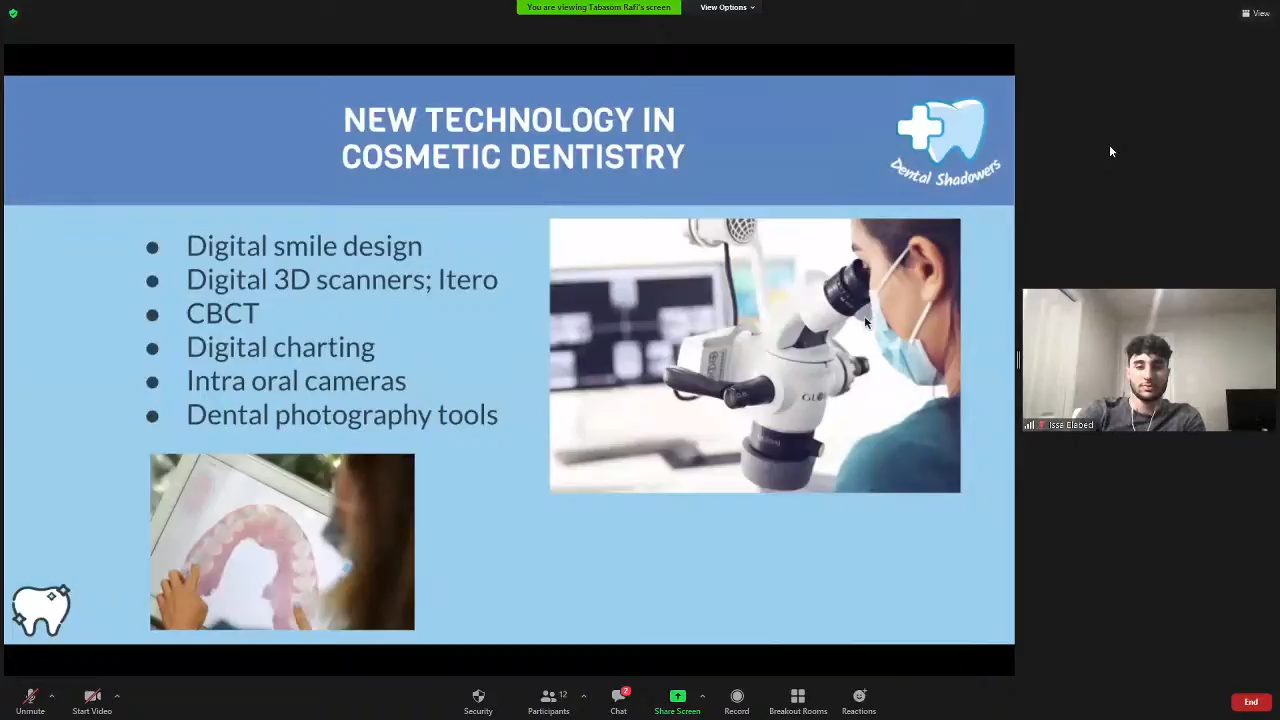 You are viewing Tabasom Rafi's screen
View Options
View
NEW TECHNOLOGY IN
COSMETIC DENTISTRY
Dental Shadowers
● Digital smile design
● Digital 3D scanners; Itero
● CBCT
● Digital charting
● Intra oral cameras
● Dental photography tools
Issa Elabed
Unmute
Start Video
Security
12
Participants
2
Chat
Share Screen
Record
Breakout Rooms
Reactions
End